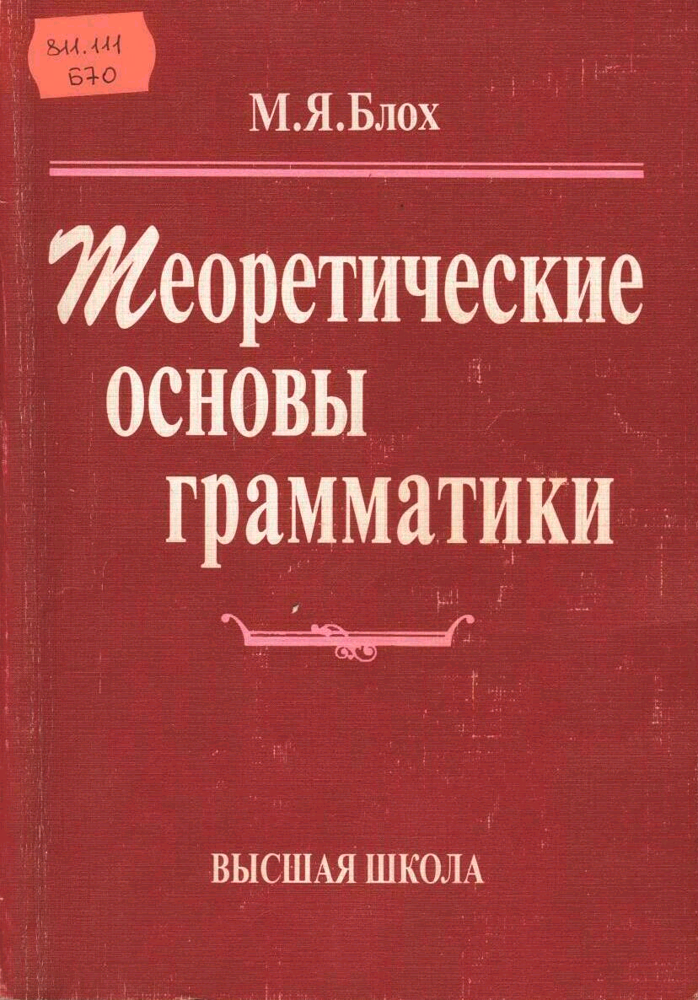 811.111
Б70
М.Я.Блох
Теоретические
основы
грамматики
ВЫСШАЯ ШКОЛА